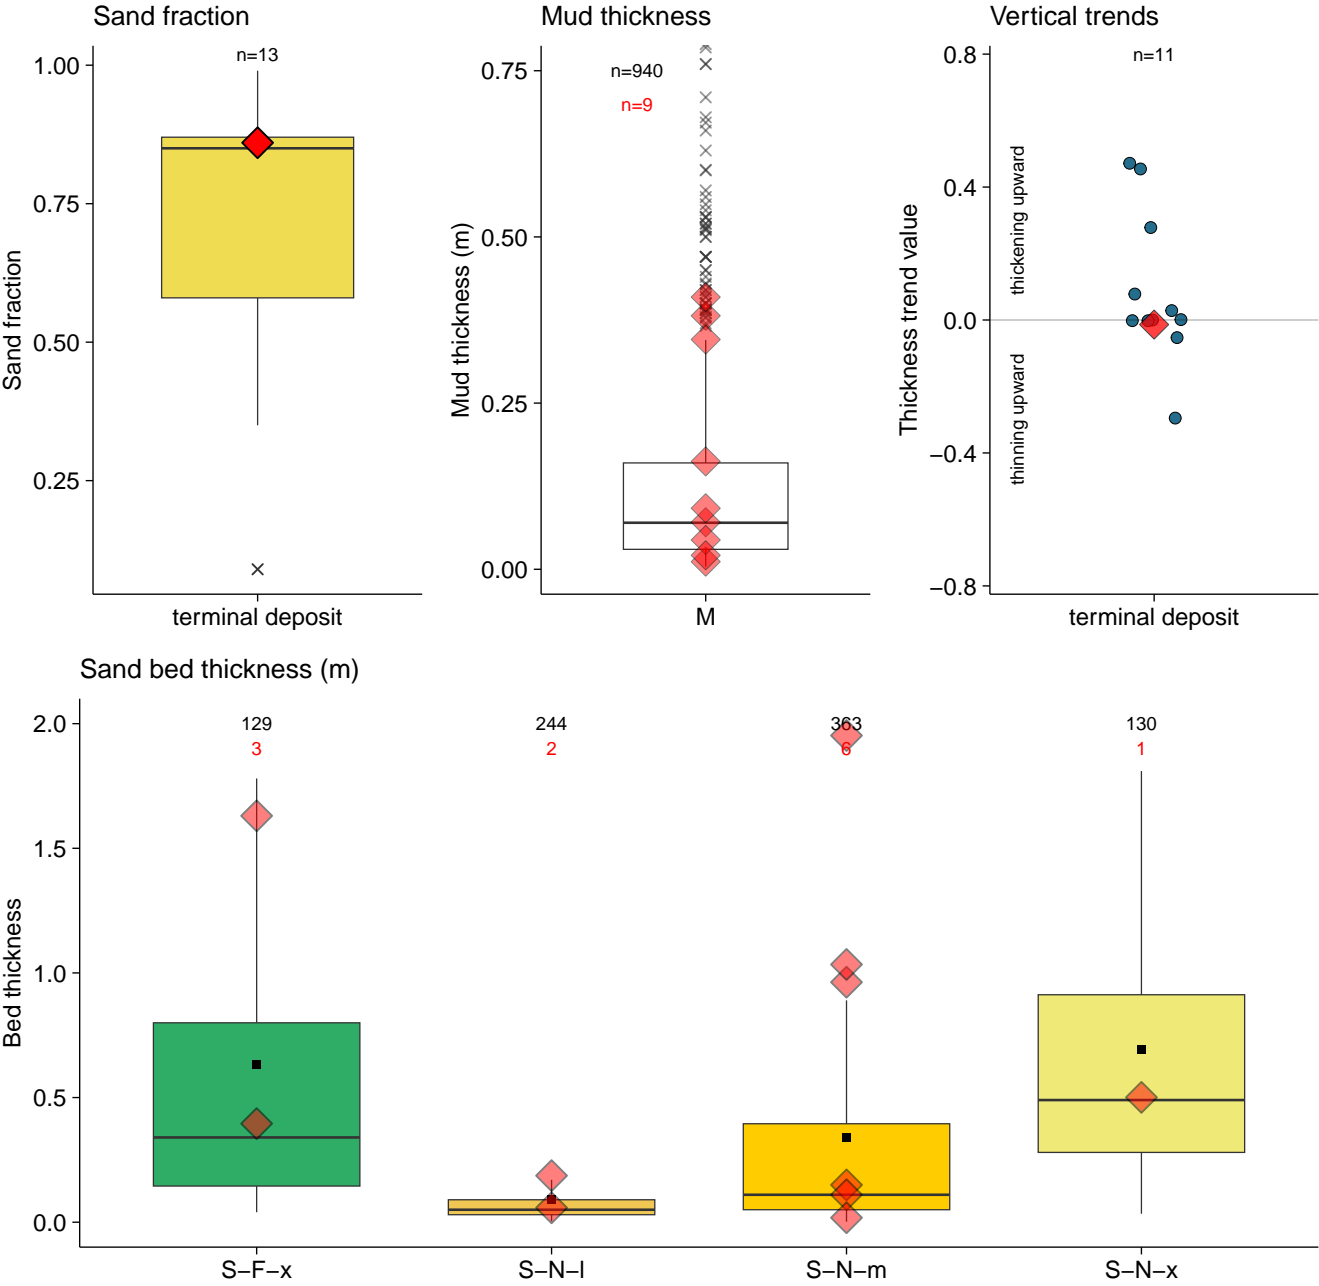 Sand fraction
n=13
1.00
0.75
0.50
0.25
Sand fraction
terminal deposit
Mud thickness
n=940
n=9
0.75
0.50
0.25
0.00
Mud thickness (m)
M
Vertical trends
n=11
0.8
0.4
0.0
−0.4
−0.8
Thickness trend value
thickening upward
thinning upward
terminal deposit
Sand bed thickness (m)
129
244
363
130
3
2
6
1
2.0
1.5
1.0
0.5
0.0
Bed thickness
S−F−x
S−N−l
S−N−m
S−N−x